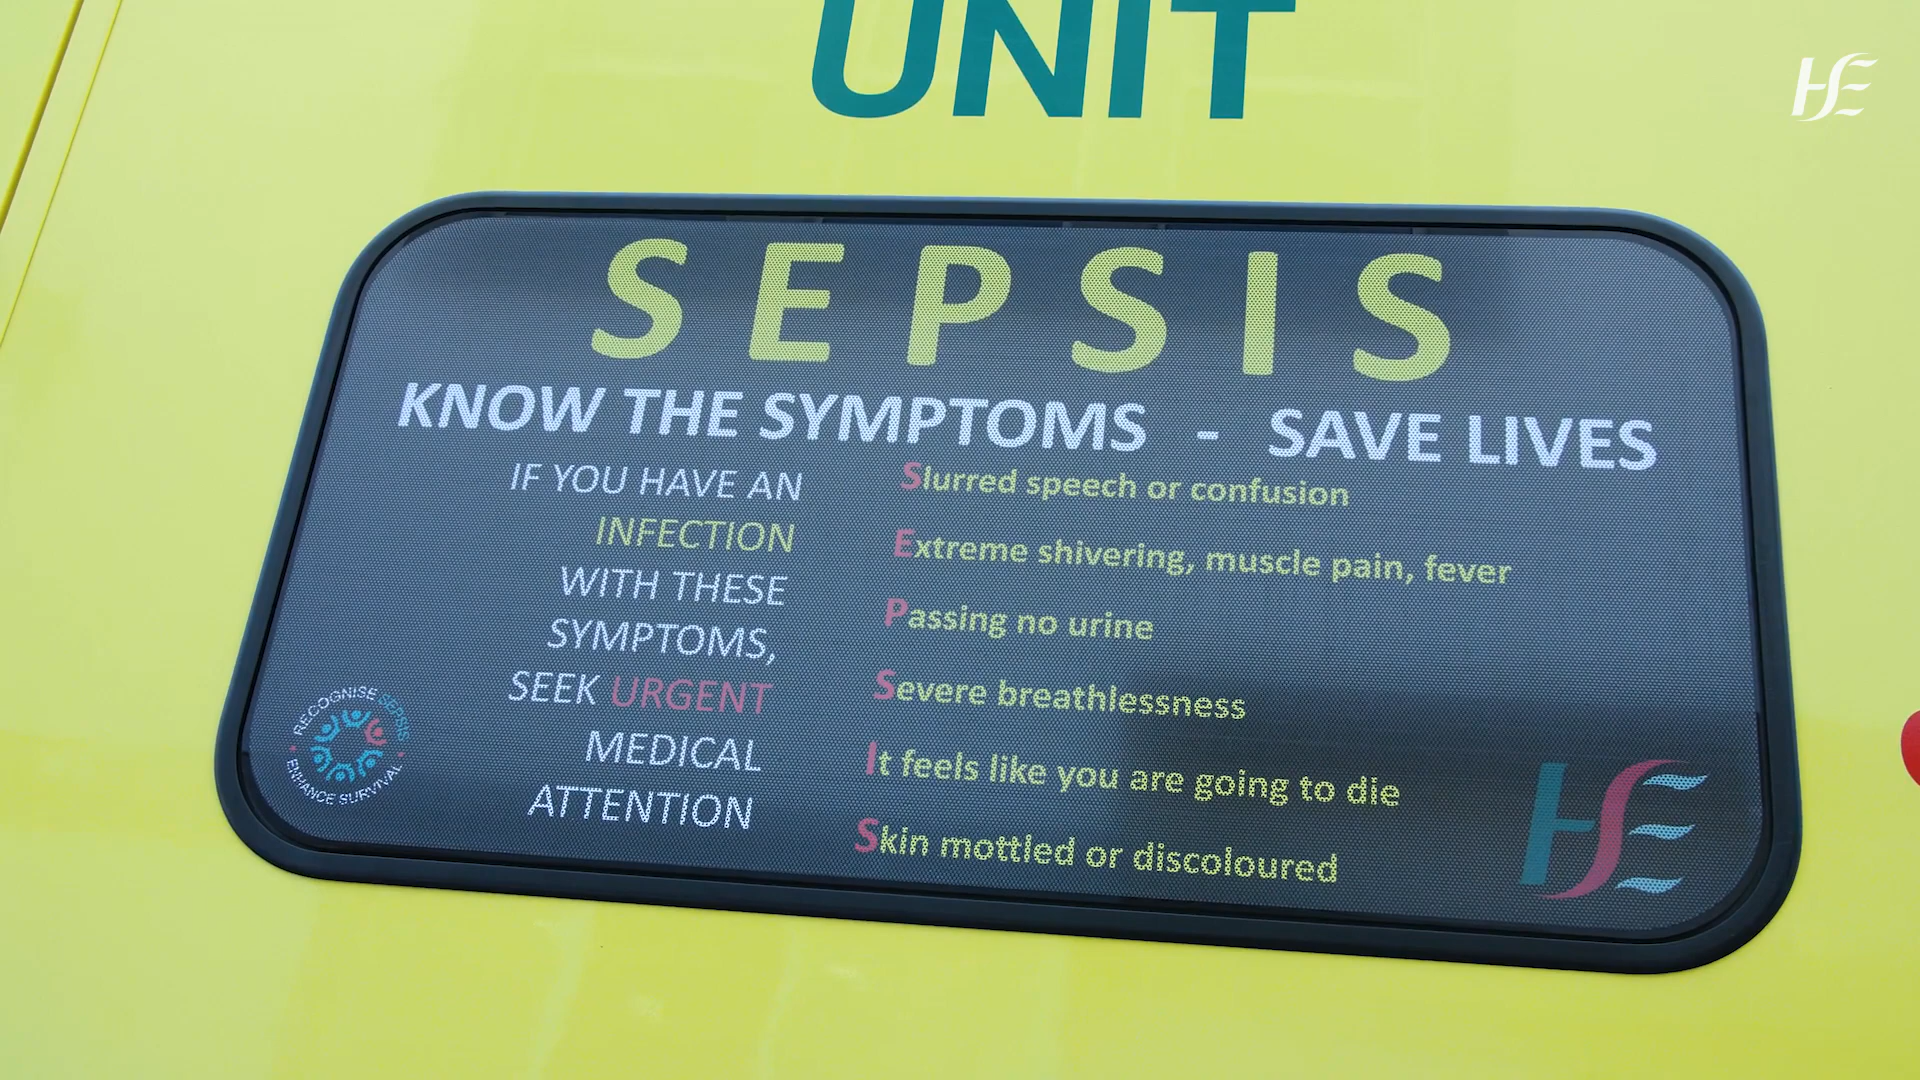 UNIT
HSE
SEPSIS
KNOW THE SYMPTOMS - SAVE LIVES
IF YOU HAVE AN
INFECTION
WITH THESE
SYMPTOMS,
SEEK URGENT
MEDICAL
ATTENTION
Slurred speech or confusion
Extreme shivering, muscle pain, fever
Passing no urine
Severe breathlessness
It feels like you are going to die
Skin mottled or discoloured
RECOGNISE SEPSIS
ENHANCE SURVIVAL
HSE